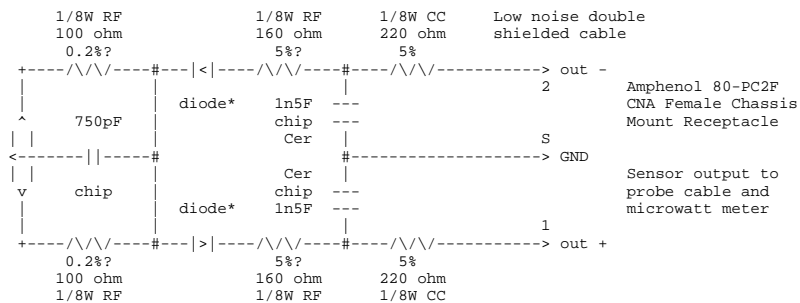 1/8W RF 1/8W RF 1/8W CC Low noise double
100 ohm 160 ohm 220 ohm shielded cable
0.2%? 5%? 5%
+----/\/\/----#---|<|----/\/\/----#----/\/\/-------------> out -
| | | 2 Amphenol 80-PC2F
| | diode* 1n5F --- CNA Female Chassis
^ 750pF | chip --- Mount Receptacle
| | | Cer | S
<-------||----# #-------------------> GND
| | | Cer | Sensor output to
v chip | chip --- probe cable and
| | diode* 1n5F --- microwatt meter
| | | 1
+----/\/\/----#---|>|----/\/\/----#----/\/\/-------------> out +
0.2%? 5%? 5%
100 ohm 160 ohm 220 ohm
1/8W RF 1/8W RF 1/8W CC